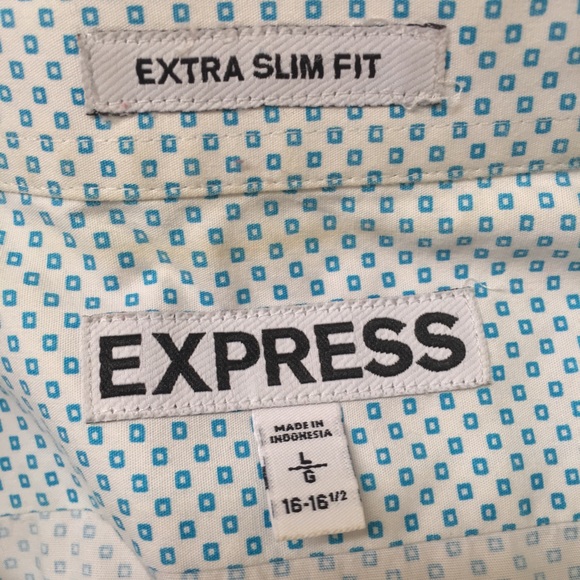 EXTRA SLIM FIT
EXPRESS
MADE IN
INDONESIA
L
G
16-16 1/2